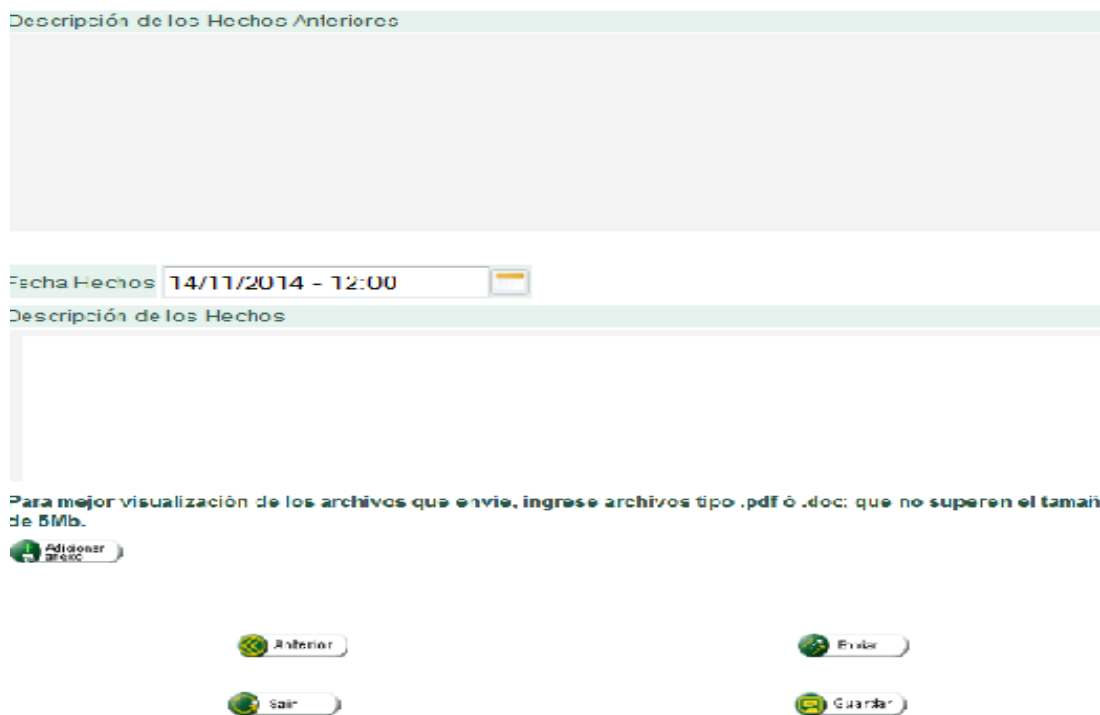 Descripción de los Hechos Anteriores
Fecha Hechos 14/11/2014 - 12:00
Descripción de los Hechos
Para mejor visualización de los archivos que envie, ingrese archivos tipo .pdf ó .doc; que no superen el tamañ
de 5Mb.
Adicionar
anexo
Anterior
Enviar
Salir
Guardar